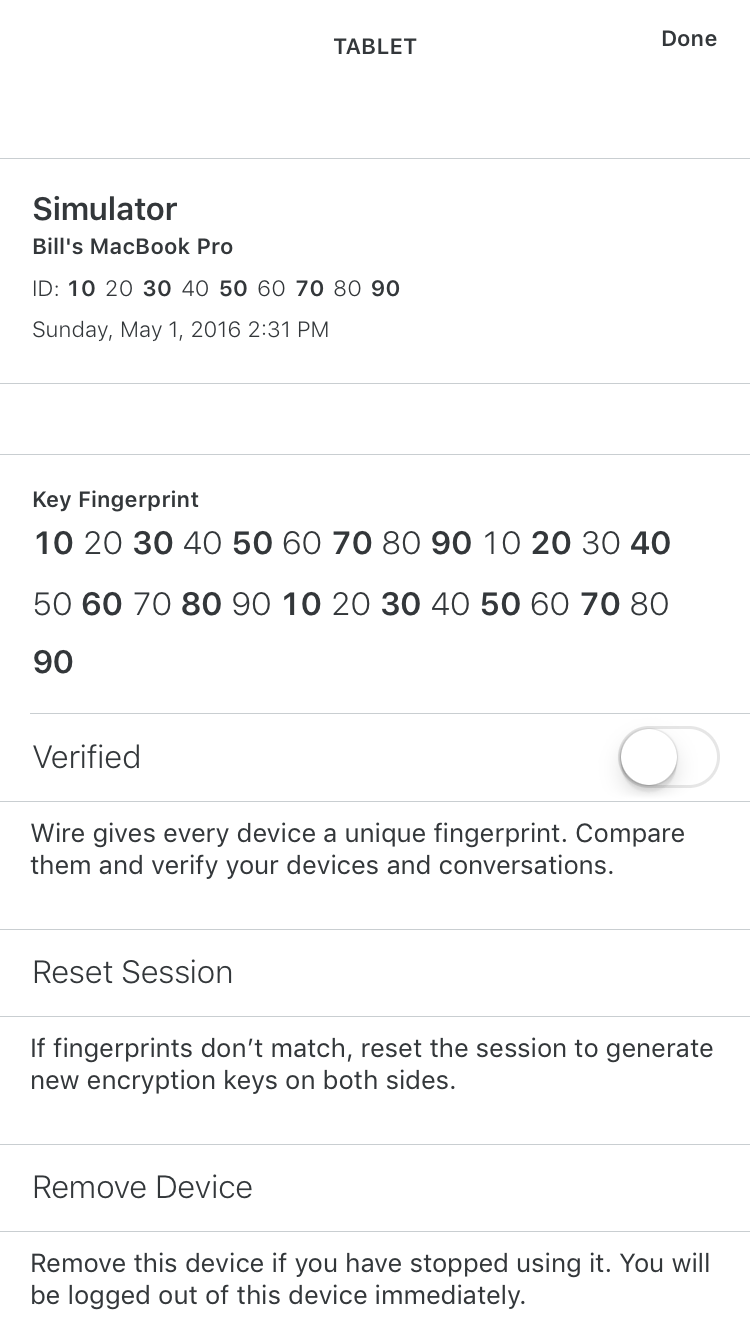 TABLET
Done
Simulator
Bill's MacBook Pro
ID: 10 20 30 40 50 60 70 80 90
Sunday, May 1, 2016 2:31 PM
Key Fingerprint
10 20 30 40 50 60 70 80 90 10 20 30 40
50 60 70 80 90 10 20 30 40 50 60 70 80
90
Verified
Wire gives every device a unique fingerprint. Compare
them and verify your devices and conversations.
Reset Session
If fingerprints don’t match, reset the session to generate
new encryption keys on both sides.
Remove Device
Remove this device if you have stopped using it. You will
be logged out of this device immediately.